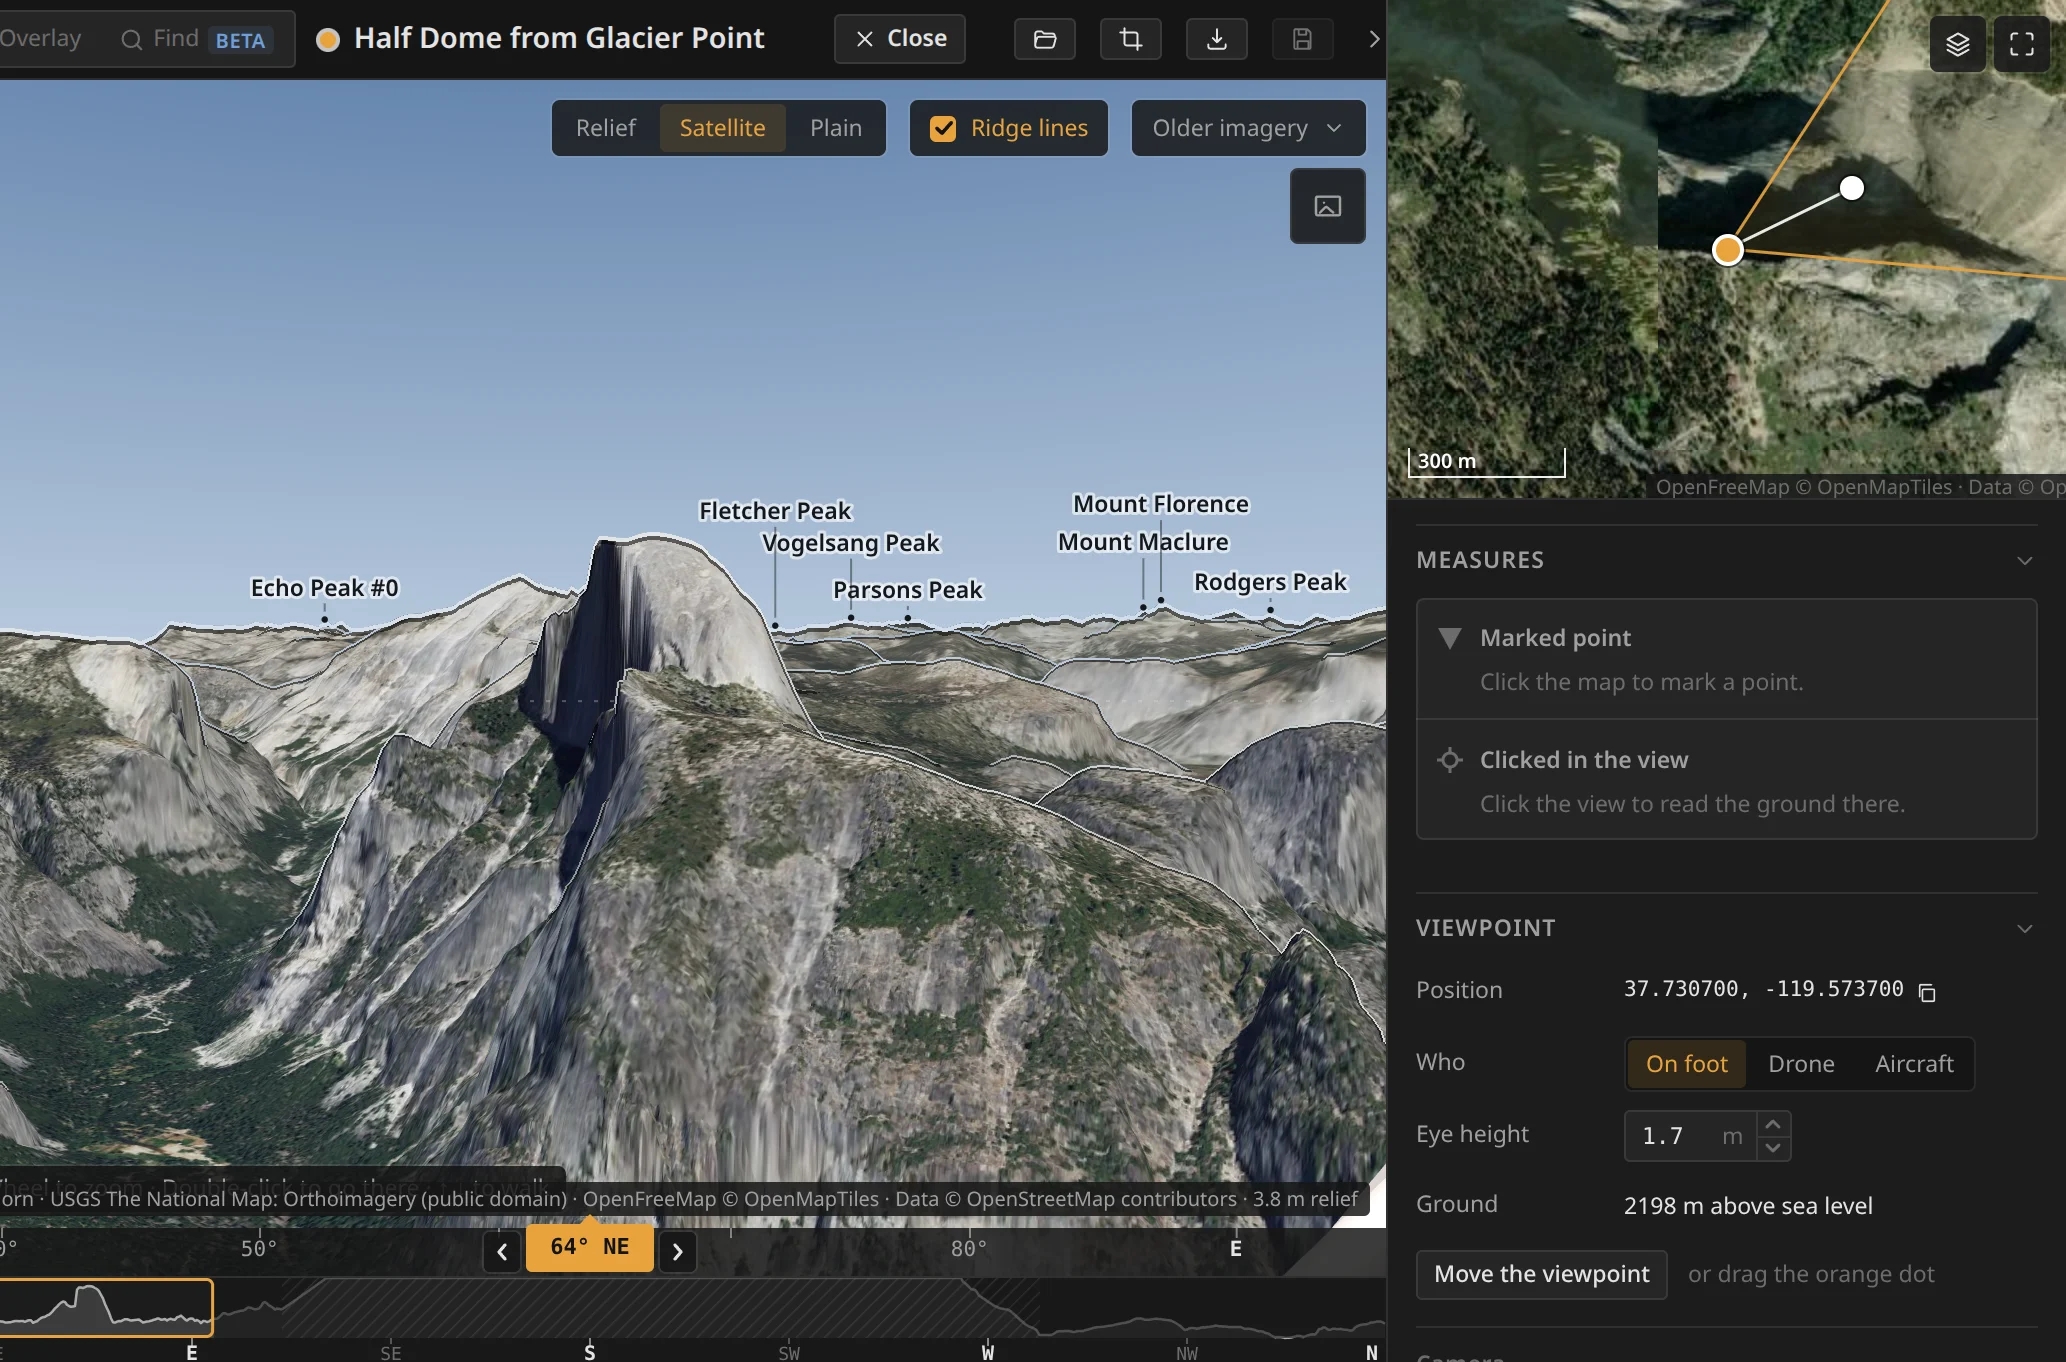 Overlay
Find BETA
Half Dome from Glacier Point
Close
Relief
Satellite
Plain
Ridge lines
Older imagery
Fletcher Peak
Vogelsang Peak
Parsons Peak
Echo Peak #0
Mount Florence
Mount Maclure
Rodgers Peak
orn · USGS The National Map: Orthoimagery (public domain) · OpenFreeMap © OpenMapTiles · Data © OpenStreetMap contributors · 3.8 m relief
0°
50°
64° NE
80°
E
E
SE
S
SW
W
NW
N
300 m
OpenFreeMap © OpenMapTiles · Data © Op
MEASURES
Marked point
Click the map to mark a point.
Clicked in the view
Click the view to read the ground there.
VIEWPOINT
Position
37.730700, -119.573700
Who
On foot
Drone
Aircraft
Eye height
1.7 m
Ground
2198 m above sea level
Move the viewpoint
or drag the orange dot